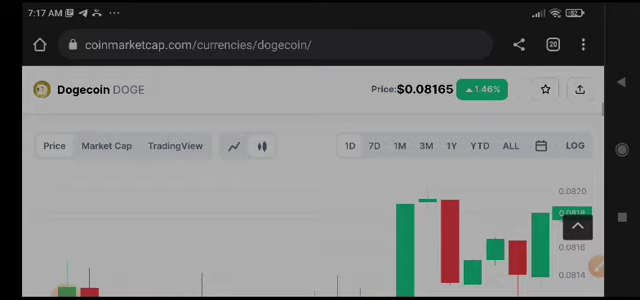 7:17 AM
62
coinmarketcap.com/currencies/dogecoin/
20
Dogecoin DOGE
Price:$0.08165
1.46%
Price Market Cap TradingView
1D 7D 1M 3M 1Y YTD ALL LOG
0.0820
0.0818
0.0816
0.0814